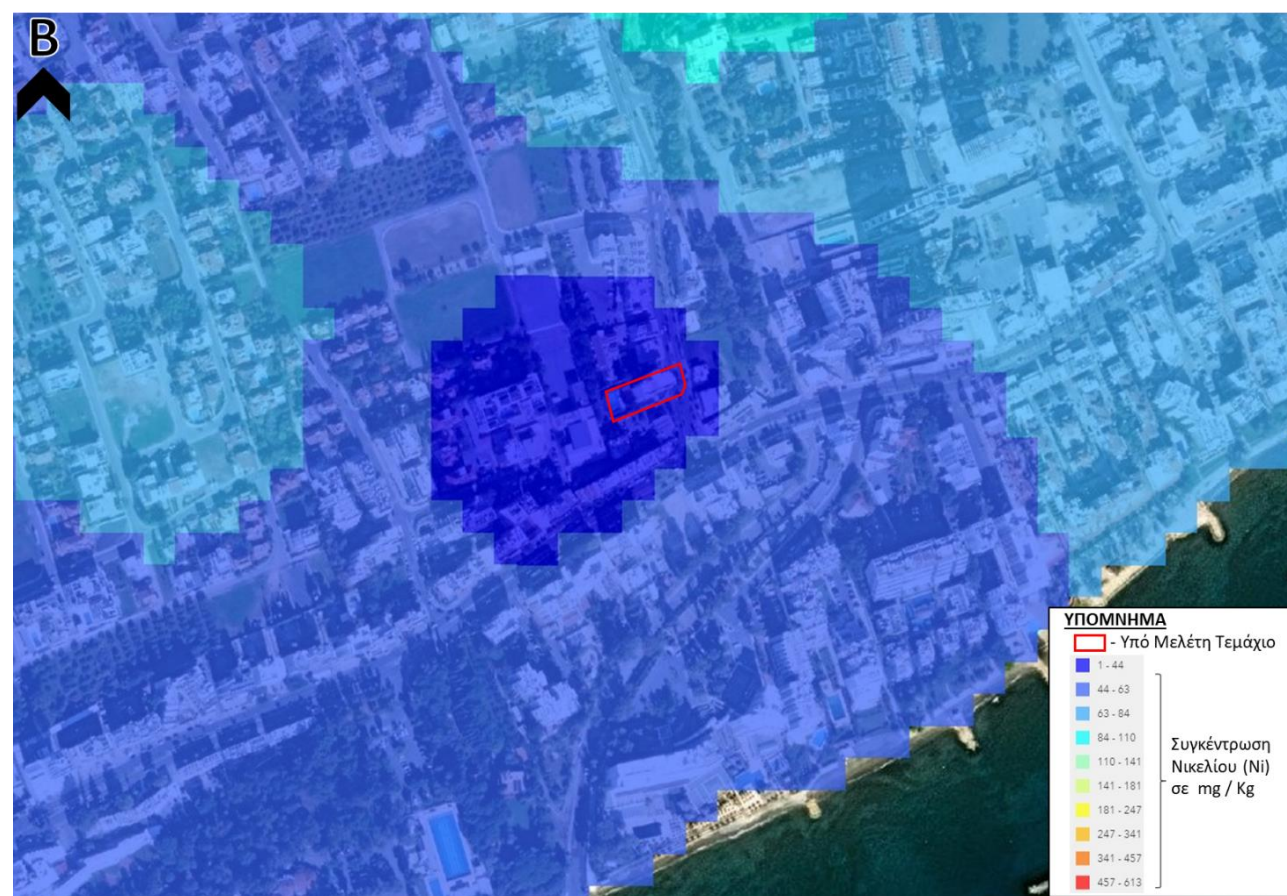 Β
ΥΠΟΜΝΗΜΑ
- Υπό Μελέτη Τεμάχιο
1 - 44
44 - 63
63 - 84
84 - 110
110 - 141
141 - 181
181 - 247
247 - 341
341 - 457
457 - 613
Συγκέντρωση
Νικελίου (Ni)
σε mg / Kg